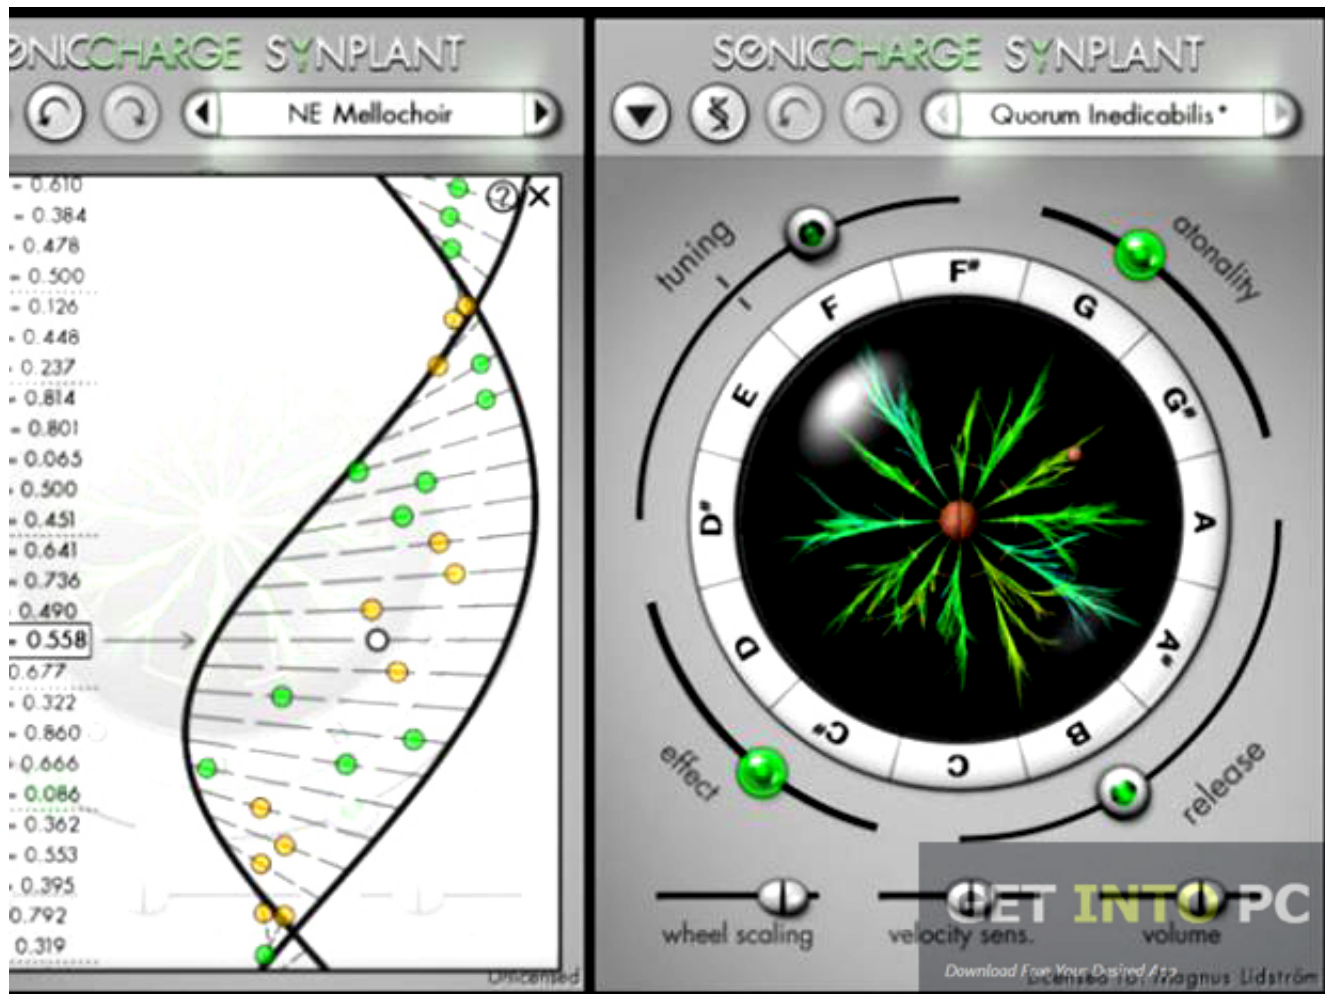 ONICCHARGE SYNPLANT
NE Mellochoir
= 0.610
= 0.384
= 0.478
= 0.500
= 0.126
= 0.448
= 0.237
= 0.814
= 0.801
= 0.065
= 0.500
= 0.451
= 0.641
= 0.736
0.490
= 0.558
0.677
= 0.322
= 0.860
0.666
= 0.086
= 0.362
= 0.553
0.395
0.792
0.319
Unlicensed
SONICCHARGE SYNPLANT
Quorum Inedicabilis*
tuning
atonality
F#
F
G
E
G#
D#
A
D
A#
C#
B
C
effect
release
wheel scaling
velocity sens.
volume
GET INTO PC
Download Free Your Desired App
Licensed to: Magnus Lidström